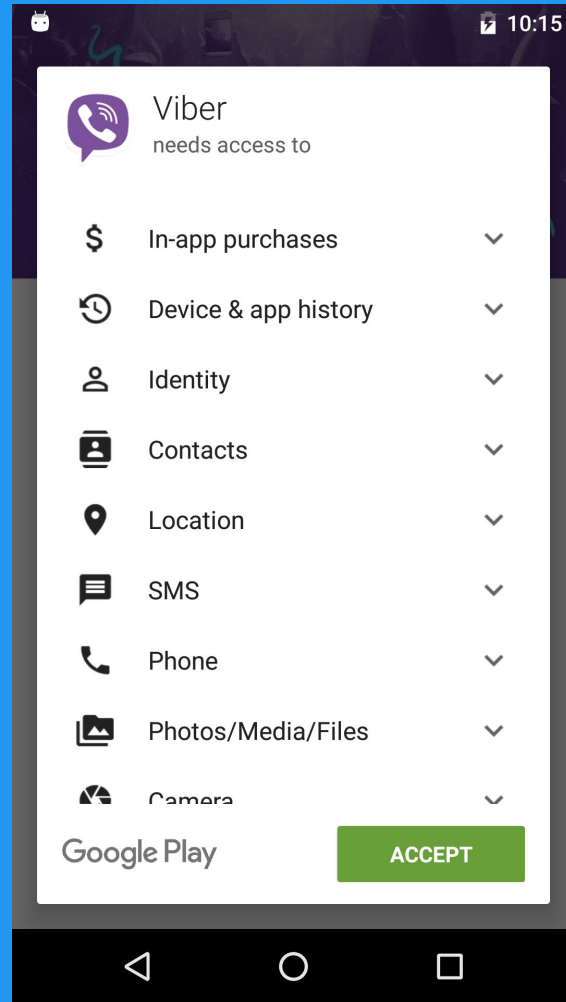 10:15
Viber
needs access to
In-app purchases
Device & app history
Identity
Contacts
Location
SMS
Phone
Photos/Media/Files
Camera
Google Play
ACCEPT